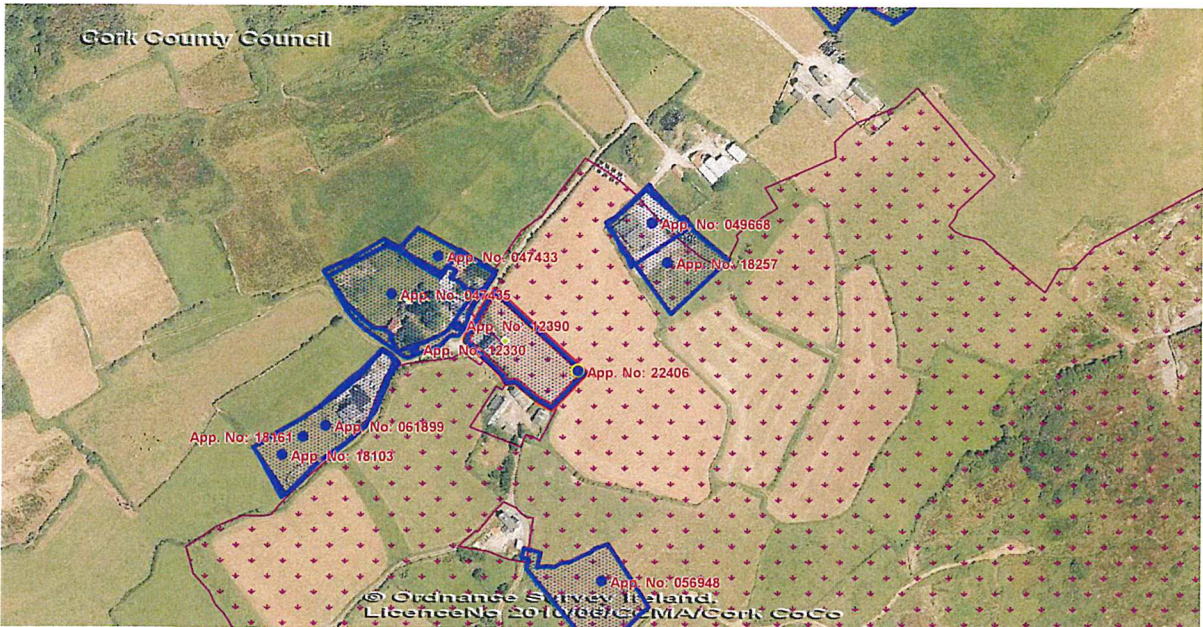 Cork County Council
App. No: 049668
App. No: 047433
App. No: 18257
App. No: 047435
App. No: 12390
App. No: 12330
App. No: 22406
App. No: 061899
App. No: 18161
App. No: 18103
App. No: 056948
© Ordnance Survey Ireland.
LicenceNo 2010/06/CCMA/Cork CoCo